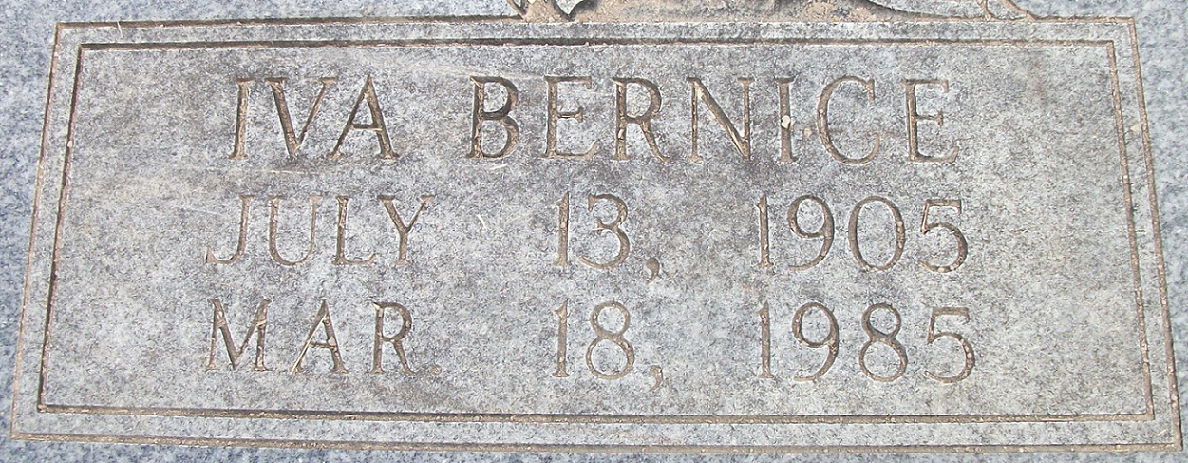 IVA BERNICE
JULY 13, 1905
MAR. 18, 1985